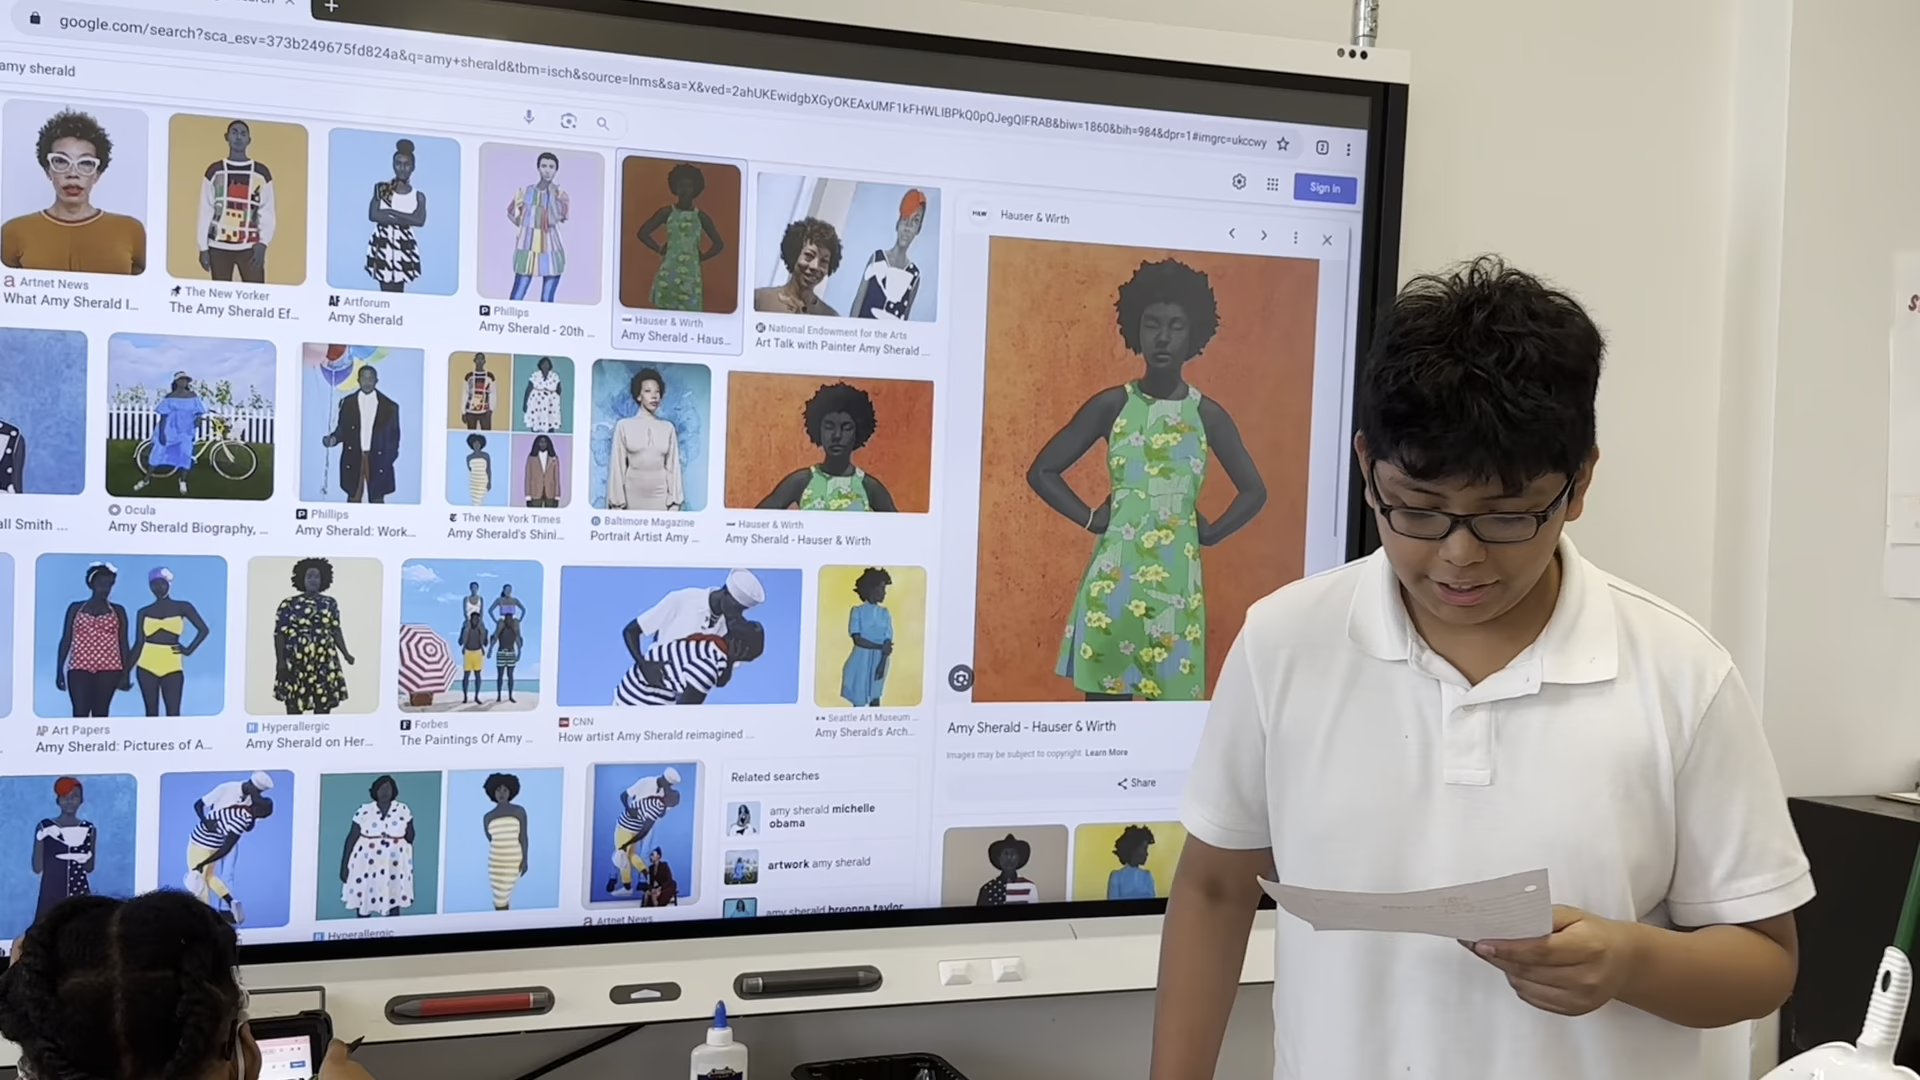 google.com/search?sca_esv=373b249675fd824a&q=amy+sherald&tbm=isch&source=lnms&sa=X&ved=2ahUKEwidgbXGyOKEAxUMF1kFHWLIBPkQ0pQJegQIFRAB&biw=1860&bih=984&dpr=1#imgrc=ukccwy
amy sherald
Sign in
Artnet News
What Amy Sherald I...
The New Yorker
The Amy Sherald Ef...
AF Artforum
Amy Sherald
Phillips
Amy Sherald - 20th ...
Hauser & Wirth
Amy Sherald - Haus...
National Endowment for the Arts
Art Talk with Painter Amy Sherald ...
Hauser & Wirth
all Smith ...
Ocula
Amy Sherald Biography, ...
Phillips
Amy Sherald: Work...
The New York Times
Amy Sherald's Shini...
Baltimore Magazine
Portrait Artist Amy ...
Hauser & Wirth
Amy Sherald - Hauser & Wirth
AP Art Papers
Amy Sherald: Pictures of A...
Hyperallergic
Amy Sherald on Her...
Forbes
The Paintings Of Amy ...
CNN
How artist Amy Sherald reimagined ...
Seattle Art Museum ...
Amy Sherald's Arch...
Amy Sherald - Hauser & Wirth
Images may be subject to copyright. Learn More
Share
Related searches
amy sherald michelle
obama
artwork amy sherald
amy sherald breonna taylor
Hyperallergic
Artnet News